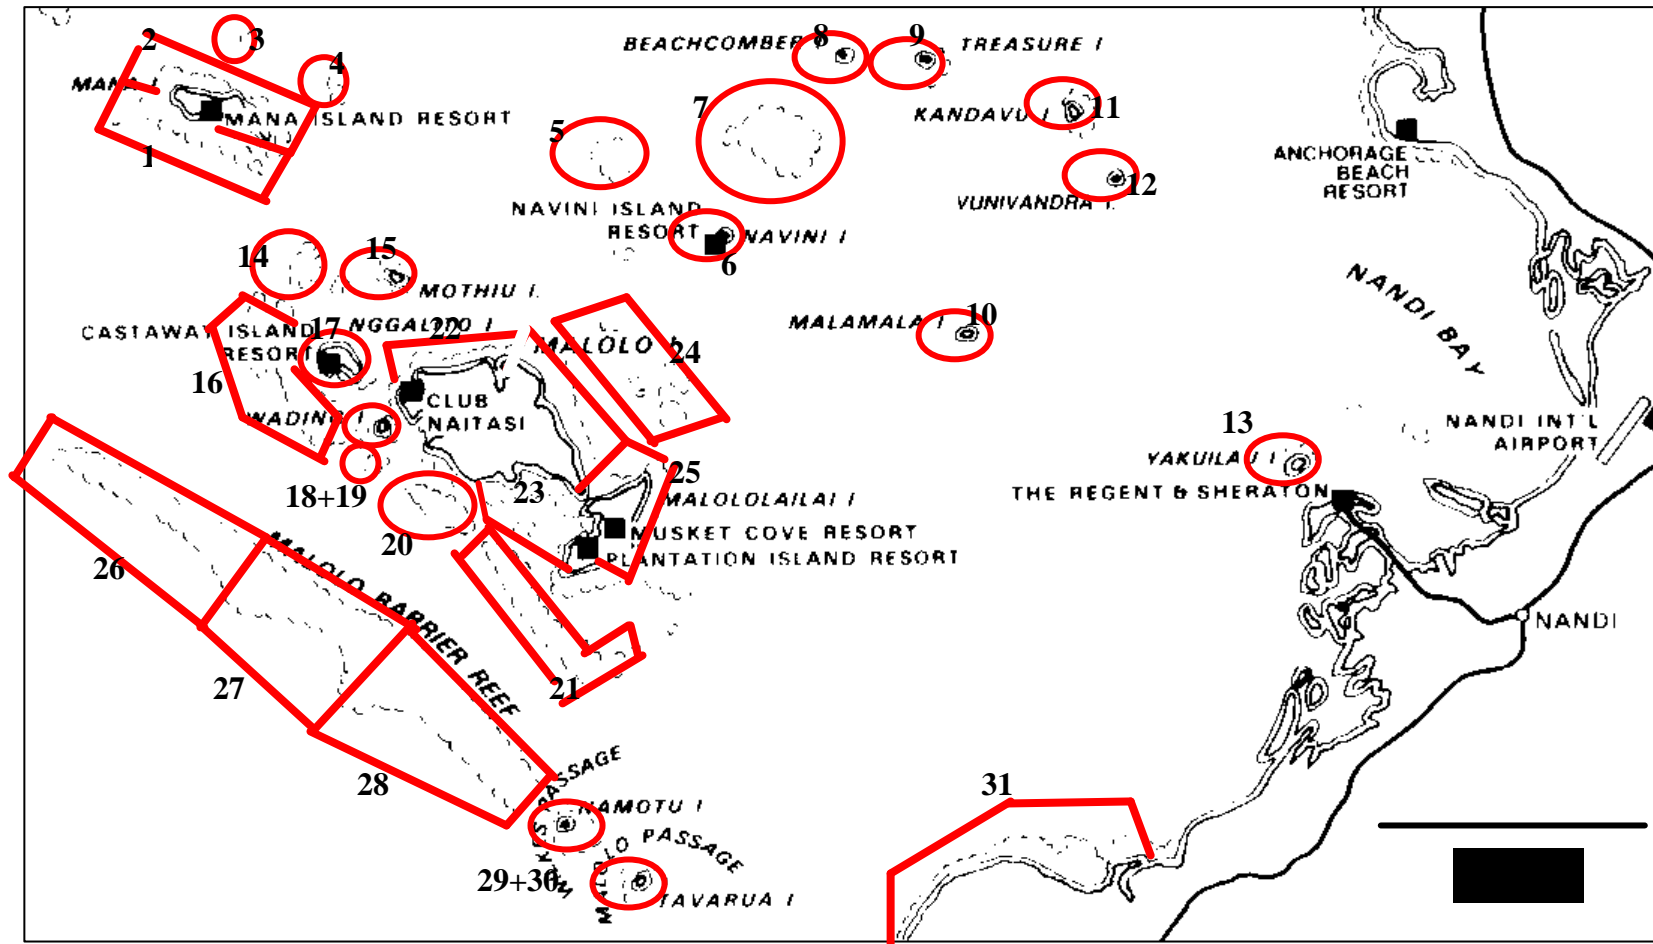 2
3
4
MANA I.
MANA ISLAND RESORT
1
BEACHCOMBER I
8
9
TREASURE I
7
5
KANDAVU I
11
12
VUNIVANDRA I.
ANCHORAGE
BEACH
RESORT
NAVINI ISLAND
RESORT
NAVINI I
6
14
15
MOTHIU I.
CASTAWAY ISLAND
RESORT
17
NGGALITO I
22
MALOLO I
24
MALAMALA I
10
NANDI BAY
16
WADING I
CLUB
NAITASI
18+19
20
23
25
MALOLOLAILAI I
MUSKET COVE RESORT
PLANTATION ISLAND RESORT
13
YAKUILAU I
THE REGENT & SHERATON
NANDI INT'L
AIRPORT
NANDI
26
MALOLO BARRIER REEF
27
21
28
PASSAGE
NAMOTU I
MALOLO PASSAGE
29+30
TAVARUA I
31